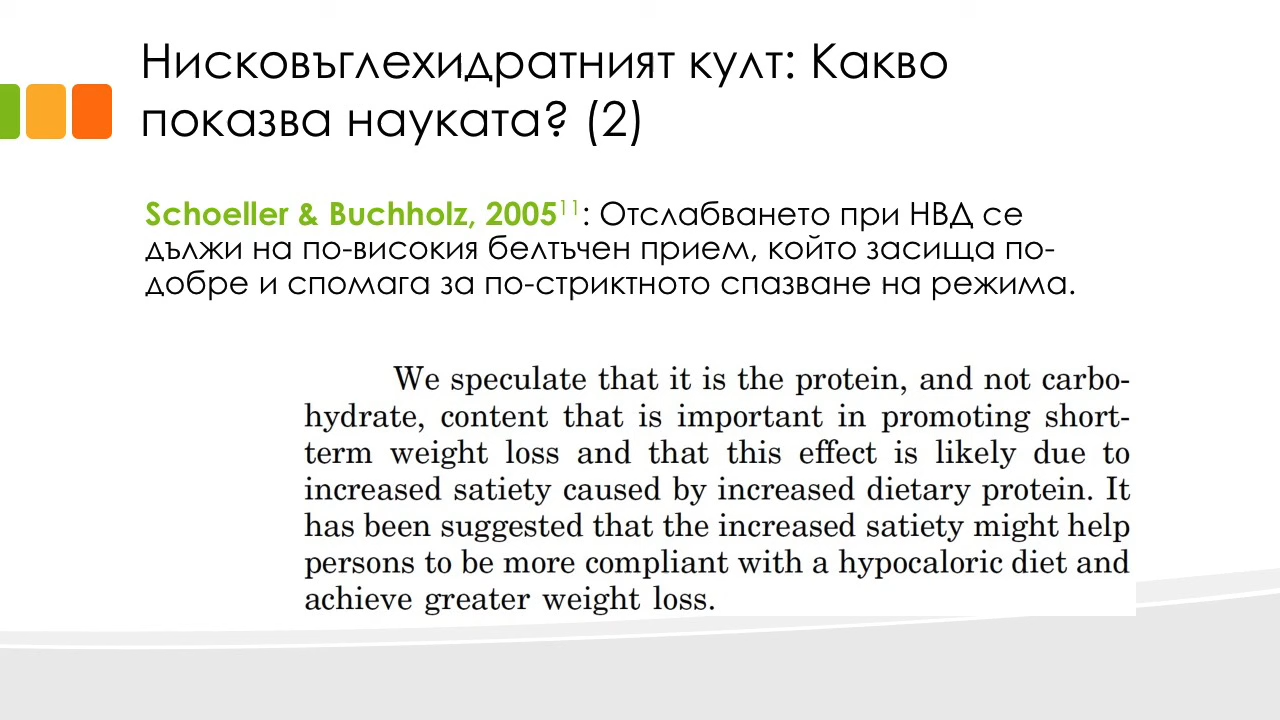 Нисковъглехидратният култ: Какво
показва науката? (2)
Schoeller & Buchholz, 2005¹¹: Отслабването при НВД се
дължи на по-високия белтъчен прием, който засища по-
добре и спомага за по-стриктното спазване на режима.
We speculate that it is the protein, and not carbo-
hydrate, content that is important in promoting short-
term weight loss and that this effect is likely due to
increased satiety caused by increased dietary protein. It
has been suggested that the increased satiety might help
persons to be more compliant with a hypocaloric diet and
achieve greater weight loss.